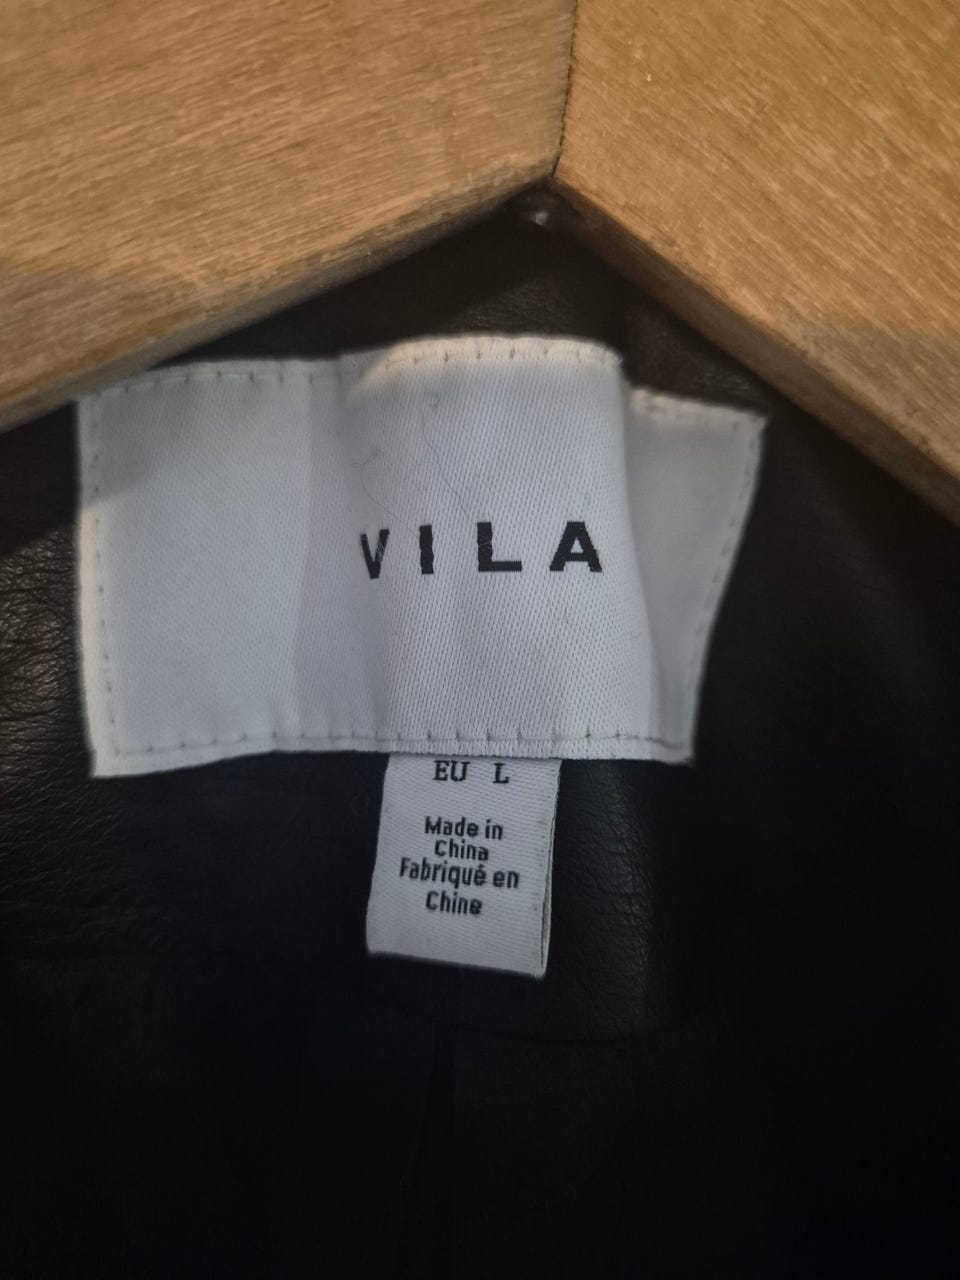 VILA
EU L
Made in
China
Fabriqué en
Chine